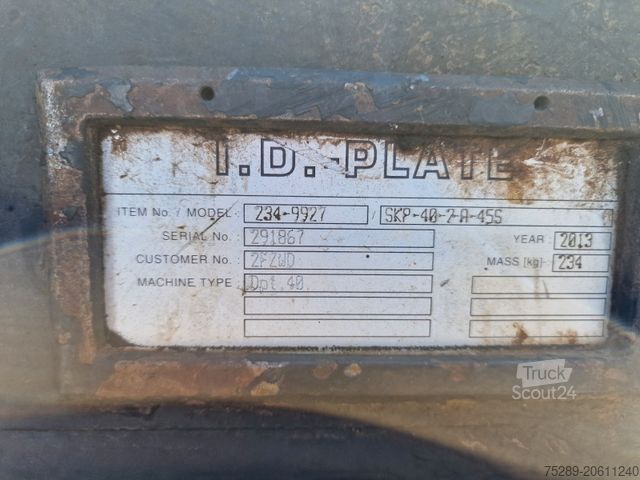 I.D.-PLATE
ITEM No. / MODEL : 234-9927 / SKP-40-2-A-45S
SERIAL No. : 291867 YEAR : 2013
CUSTOMER No. : 2FZWD MASS [kg] : 234
MACHINE TYPE : Dpt.40
Truck
Scout24
75289-20611240